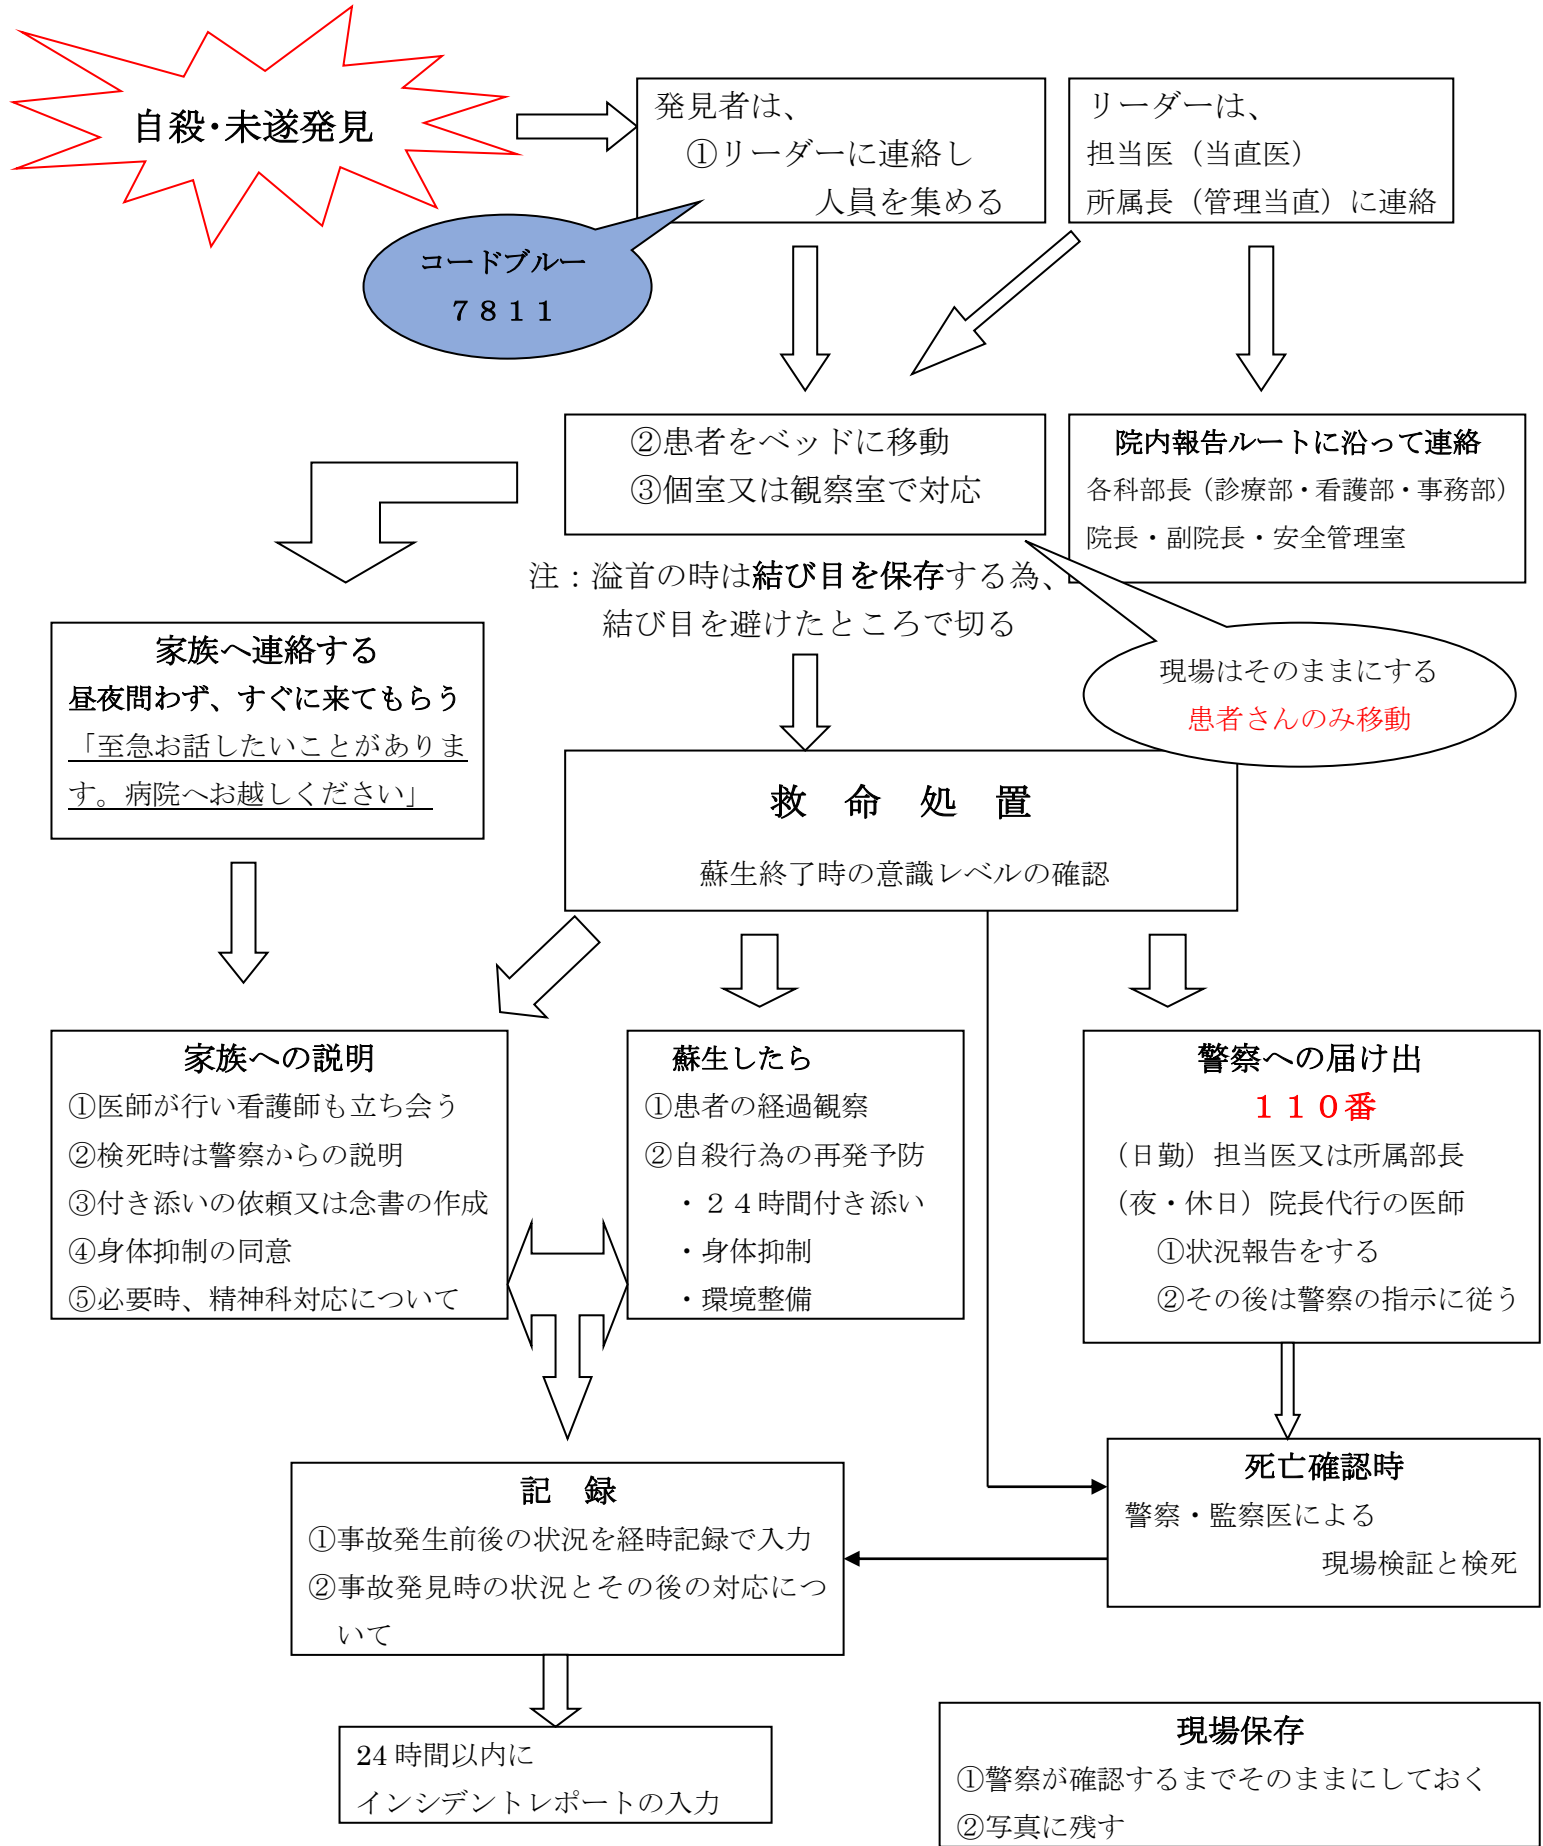 自殺・未遂発見
発見者は、
①リーダーに連絡し
人員を集める
リーダーは、
担当医（当直医）
所属長（管理当直）に連絡
コードブルー
７８１１
②患者をベッドに移動
③個室又は観察室で対応
院内報告ルートに沿って連絡
各科部長（診療部・看護部・事務部）
院長・副院長・安全管理室
注：溢首の時は結び目を保存する為、
結び目を避けたところで切る
現場はそのままにする
患者さんのみ移動
家族へ連絡する
昼夜問わず、すぐに来てもらう
「至急お話したいことがありま
す。病院へお越しください」
救　命　処　置
蘇生終了時の意識レベルの確認
家族への説明
①医師が行い看護師も立ち会う
②検死時は警察からの説明
③付き添いの依頼又は念書の作成
④身体抑制の同意
⑤必要時、精神科対応について
蘇生したら
①患者の経過観察
②自殺行為の再発予防
・２４時間付き添い
・身体抑制
・環境整備
警察への届け出
１１０番
（日勤）担当医又は所属部長
（夜・休日）院長代行の医師
①状況報告をする
②その後は警察の指示に従う
死亡確認時
警察・監察医による
現場検証と検死
記　録
①事故発生前後の状況を経時記録で入力
②事故発見時の状況とその後の対応につ
いて
24 時間以内に
インシデントレポートの入力
現場保存
①警察が確認するまでそのままにしておく
②写真に残す